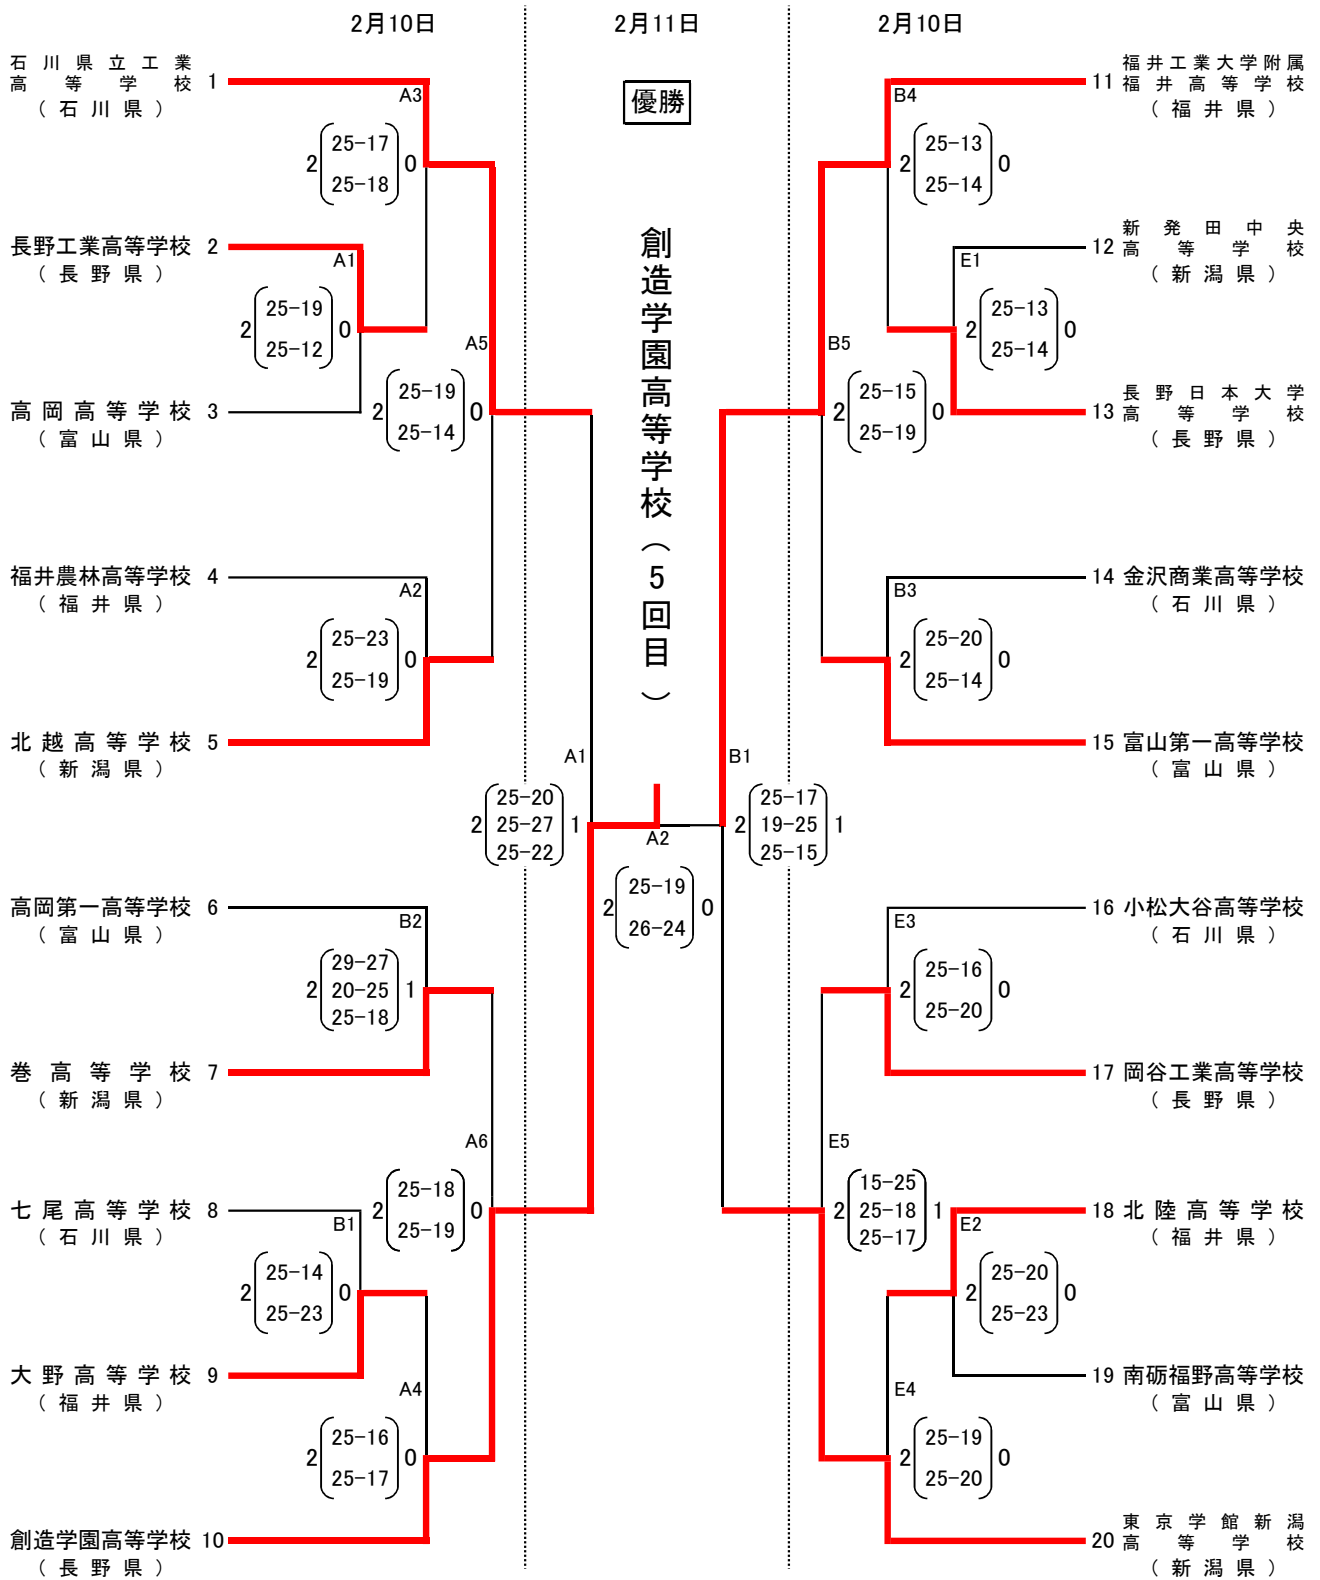 2月10日
2月11日
2月10日
優勝
創造学園高等学校（5回目）
石川県立工業
高等学校 1
（石川県）
長野工業高等学校 2
（長野県）
高岡高等学校 3
（富山県）
福井農林高等学校 4
（福井県）
北越高等学校 5
（新潟県）
高岡第一高等学校 6
（富山県）
巻高等学校 7
（新潟県）
七尾高等学校 8
（石川県）
大野高等学校 9
（福井県）
創造学園高等学校 10
（長野県）
A3
2 25-17 0
25-18
A1
2 25-19 0
25-12
A5
2 25-19 0
25-14
A2
2 25-23 0
25-19
B2
29-27
2 20-25 1
25-18
A6
2 25-18 0
25-19
B1
2 25-14 0
25-23
A4
2 25-16 0
25-17
A1
25-20
2 25-27 1
25-22
A2
2 25-19 0
26-24
B1
25-17
2 19-25 1
25-15
B4
2 25-13 0
25-14
E1
2 25-13 0
25-14
B5
2 25-15 0
25-19
B3
2 25-20 0
25-14
E3
2 25-16 0
25-20
E5
15-25
2 25-18 1
25-17
E2
2 25-20 0
25-23
E4
2 25-19 0
25-20
福井工業大学附属
11 福井高等学校
（福井県）
新発田中央
12 高等学校
（新潟県）
長野日本大学
13 高等学校
（長野県）
14 金沢商業高等学校
（石川県）
15 富山第一高等学校
（富山県）
16 小松大谷高等学校
（石川県）
17 岡谷工業高等学校
（長野県）
18 北陸高等学校
（福井県）
19 南砺福野高等学校
（富山県）
東京学館新潟
20 高等学校
（新潟県）